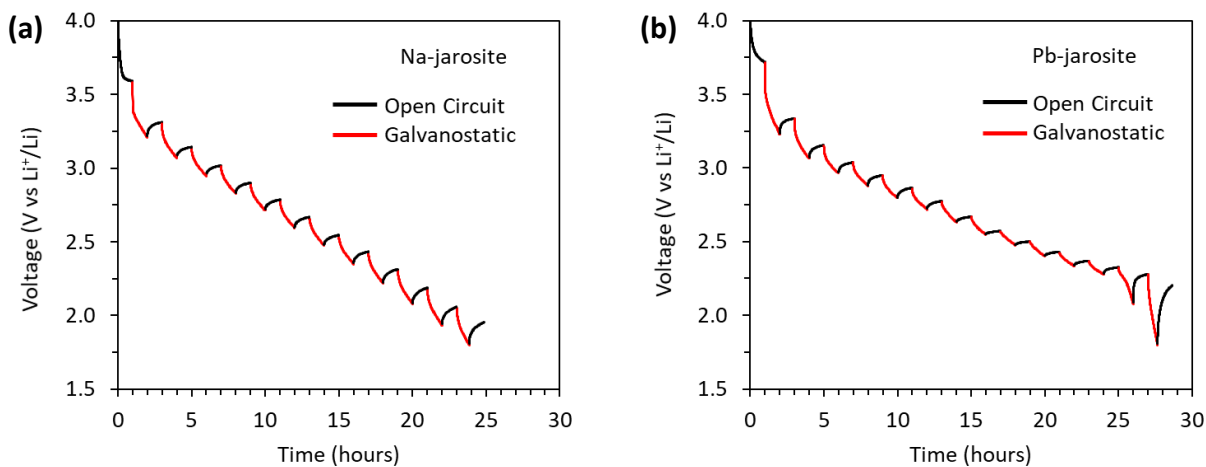 (a)
Na-jarosite
Open Circuit
Galvanostatic
Voltage (V vs Li⁺/Li)
4.0
3.5
3.0
2.5
2.0
1.5
0 5 10 15 20 25 30
Time (hours)
(b)
Pb-jarosite
Open Circuit
Galvanostatic
Voltage (V vs Li⁺/Li)
4.0
3.5
3.0
2.5
2.0
1.5
0 5 10 15 20 25 30
Time (hours)